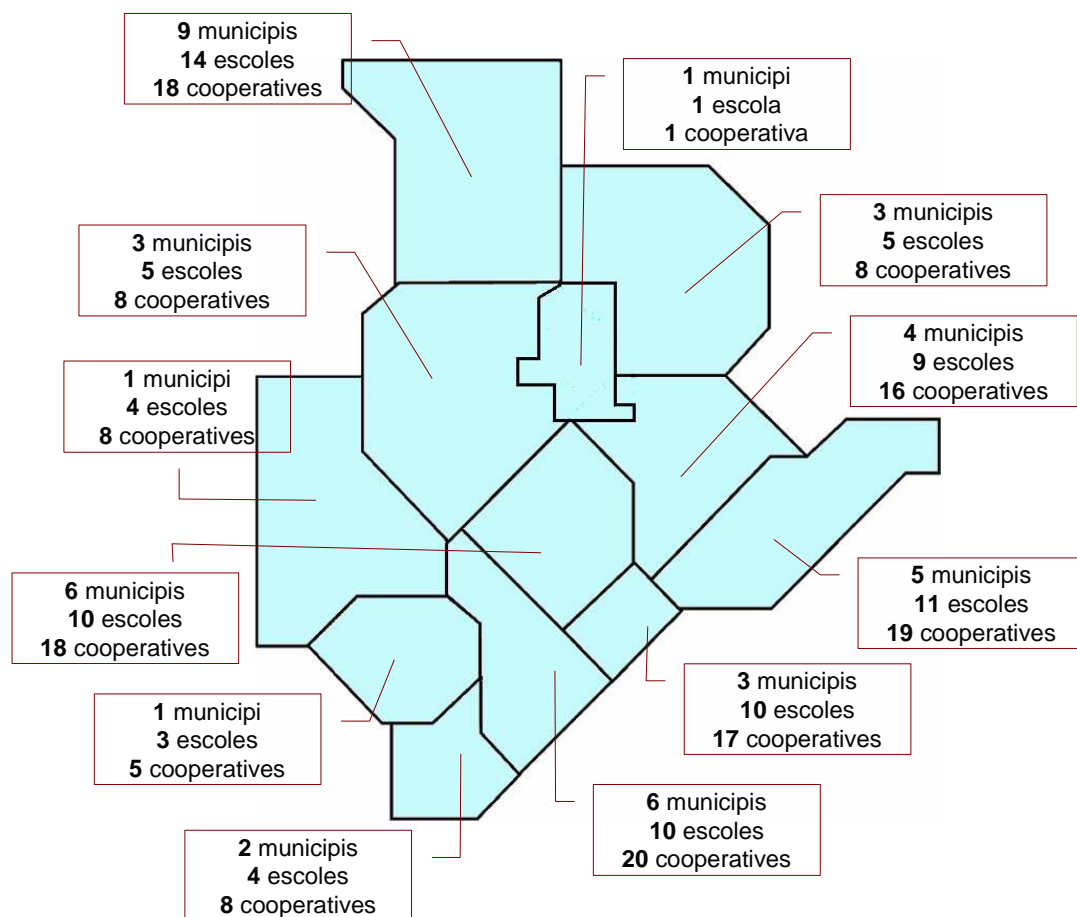 9 municipis
14 escoles
18 cooperatives
1 municipi
1 escola
1 cooperativa
3 municipis
5 escoles
8 cooperatives
3 municipis
5 escoles
8 cooperatives
4 municipis
9 escoles
16 cooperatives
1 municipi
4 escoles
8 cooperatives
6 municipis
10 escoles
18 cooperatives
5 municipis
11 escoles
19 cooperatives
1 municipi
3 escoles
5 cooperatives
3 municipis
10 escoles
17 cooperatives
6 municipis
10 escoles
20 cooperatives
2 municipis
4 escoles
8 cooperatives